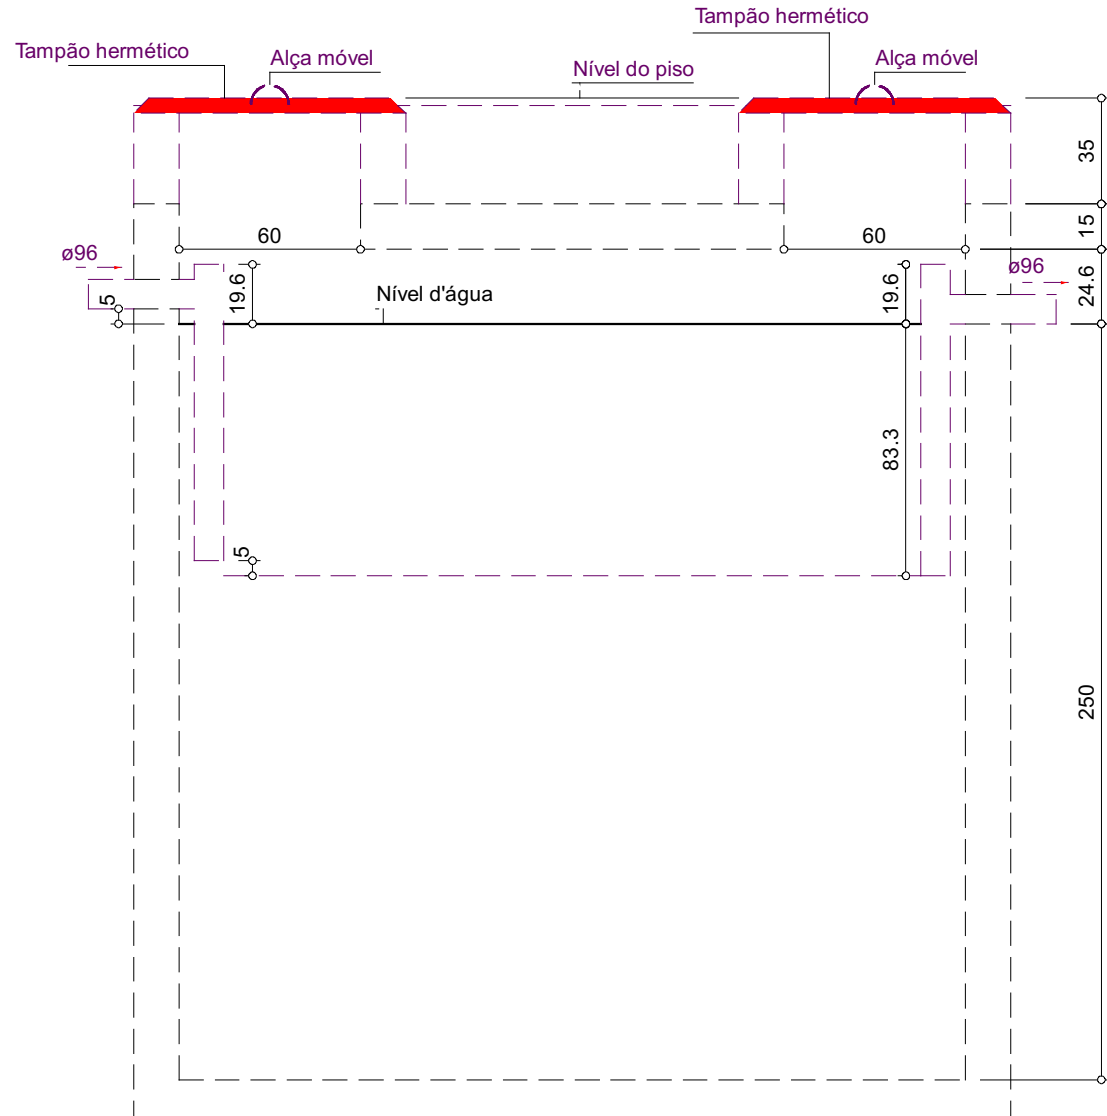 Tampão hermético
Tampão hermético
Alça móvel
Nível do piso
Alça móvel
35
15
60
60
ø96
ø96
19.6
19.6
24.6
5
Nível d'água
83.3
5
250